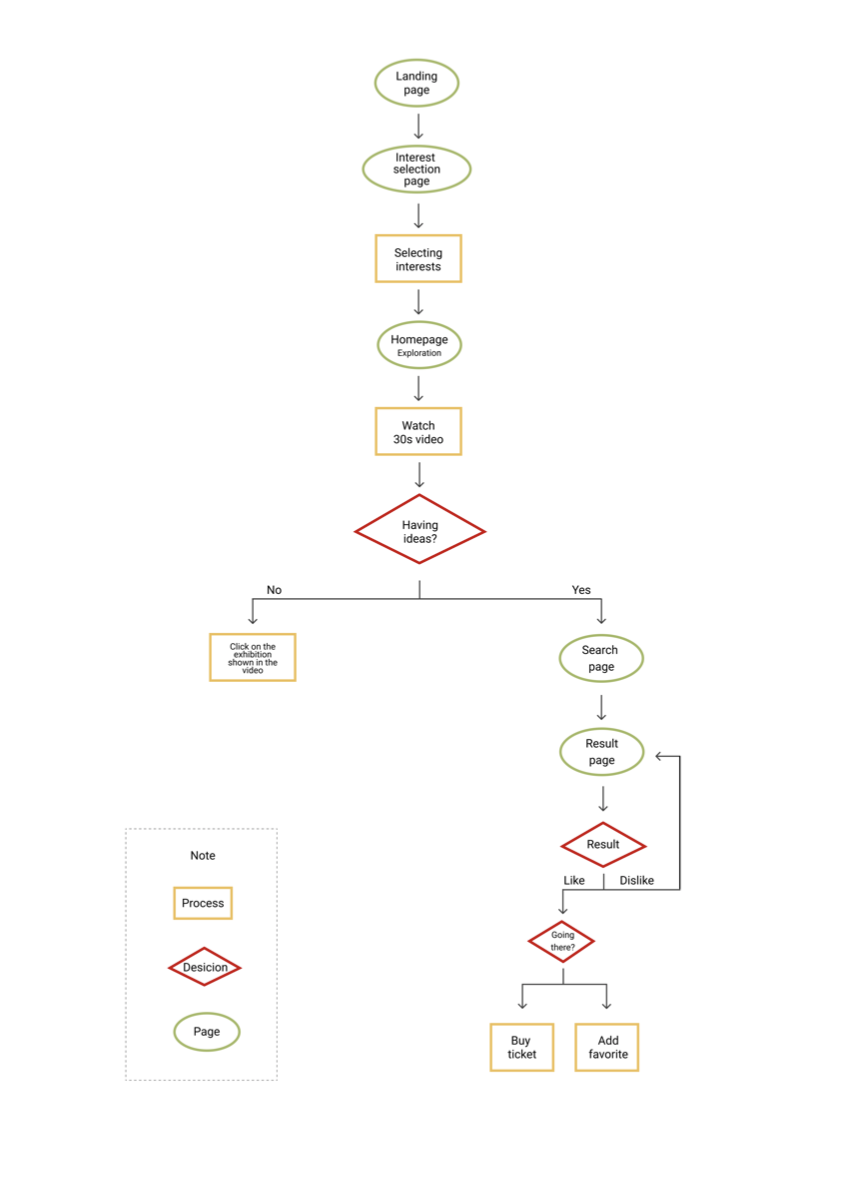 Landing
page
Interest
selection
page
Selecting
interests
Homepage
Exploration
Watch
30s video
Having
ideas?
No
Yes
Click on the
exhibition
shown in the
video
Search
page
Result
page
Result
Like
Dislike
Going
there?
Buy
ticket
Add
favorite
Note
Process
Desicion
Page